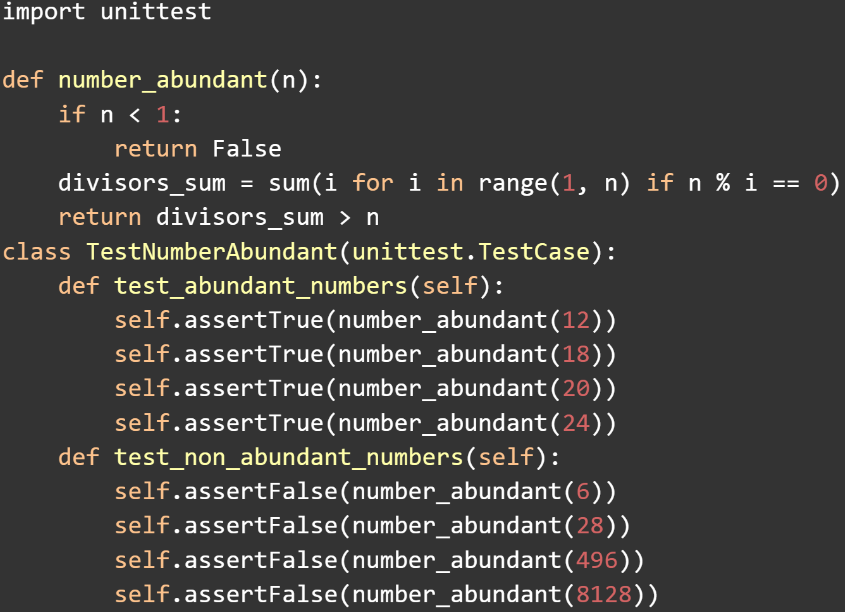 import unittest

def number_abundant(n):
    if n < 1:
        return False
    divisors_sum = sum(i for i in range(1, n) if n % i == 0)
    return divisors_sum > n
class TestNumberAbundant(unittest.TestCase):
    def test_abundant_numbers(self):
        self.assertTrue(number_abundant(12))
        self.assertTrue(number_abundant(18))
        self.assertTrue(number_abundant(20))
        self.assertTrue(number_abundant(24))
    def test_non_abundant_numbers(self):
        self.assertFalse(number_abundant(6))
        self.assertFalse(number_abundant(28))
        self.assertFalse(number_abundant(496))
        self.assertFalse(number_abundant(8128))